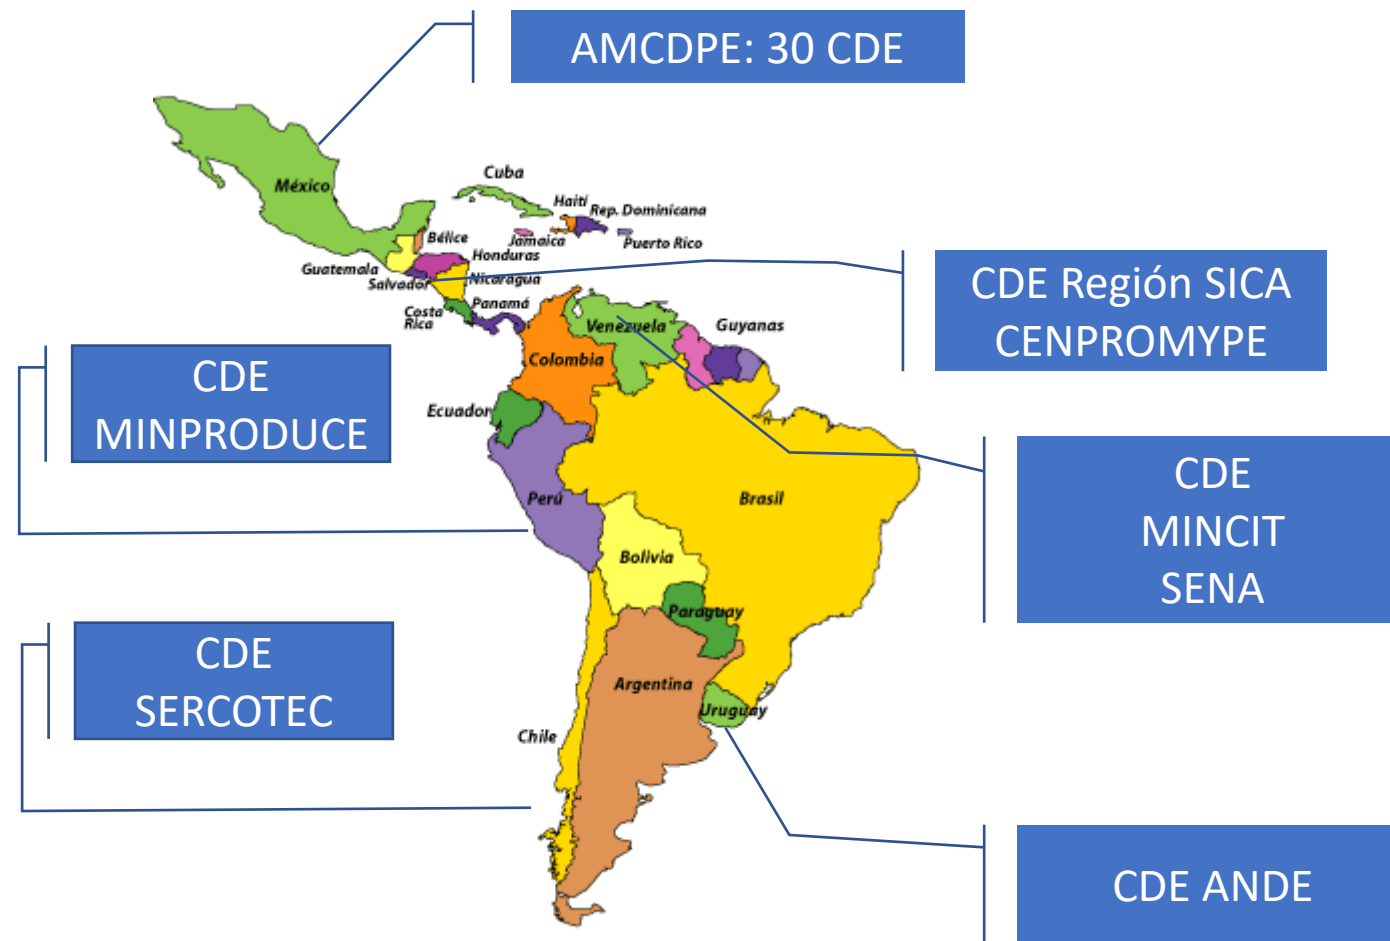 AMCDPE: 30 CDE
Cuba
México
Haití
Rep. Dominicana
Bélice
Jamaica
Puerto Rico
Honduras
Guatemala
Salvador
Nicaragua
CDE Región SICA
CENPROMYPE
Costa
Rica
Panamá
Venezuela
Guyanas
Colombia
CDE
MINPRODUCE
Ecuador
Perú
Brasil
CDE
MINCIT
SENA
Bolivia
Paraguay
CDE
SERCOTEC
Argentina
Uruguay
Chile
CDE ANDE